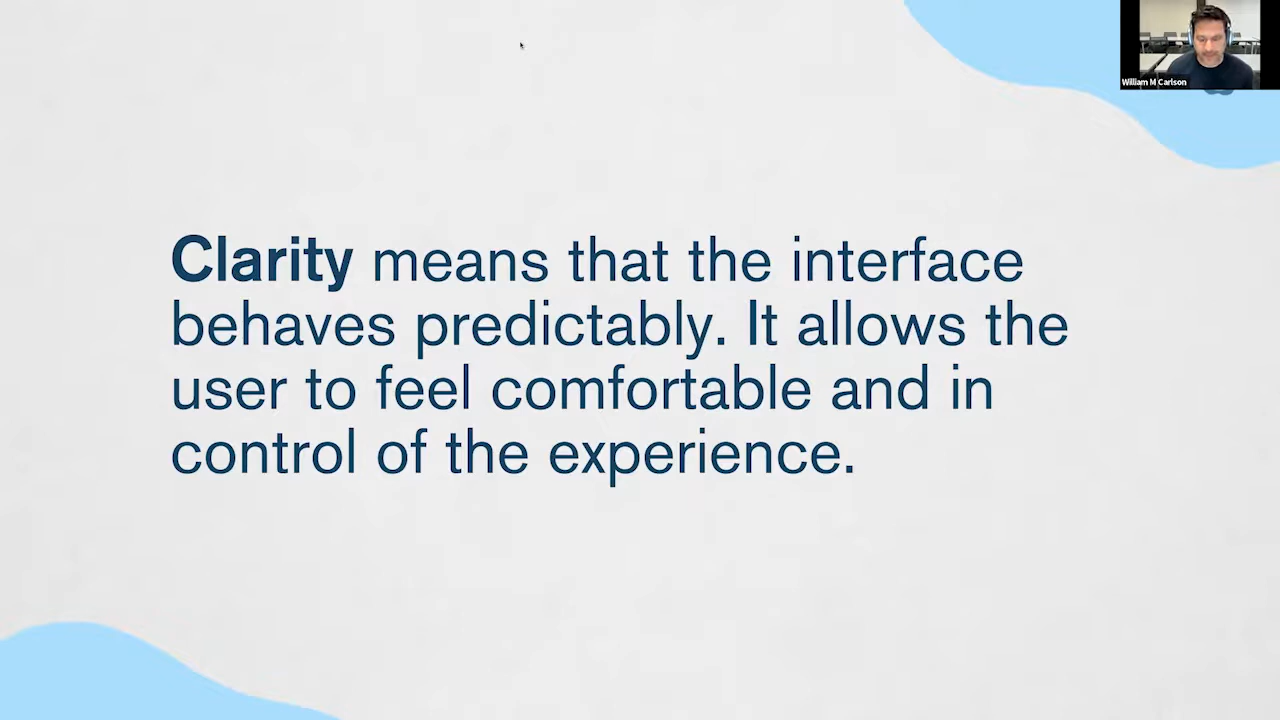 William M Carlson
Clarity means that the interface
behaves predictably. It allows the
user to feel comfortable and in
control of the experience.